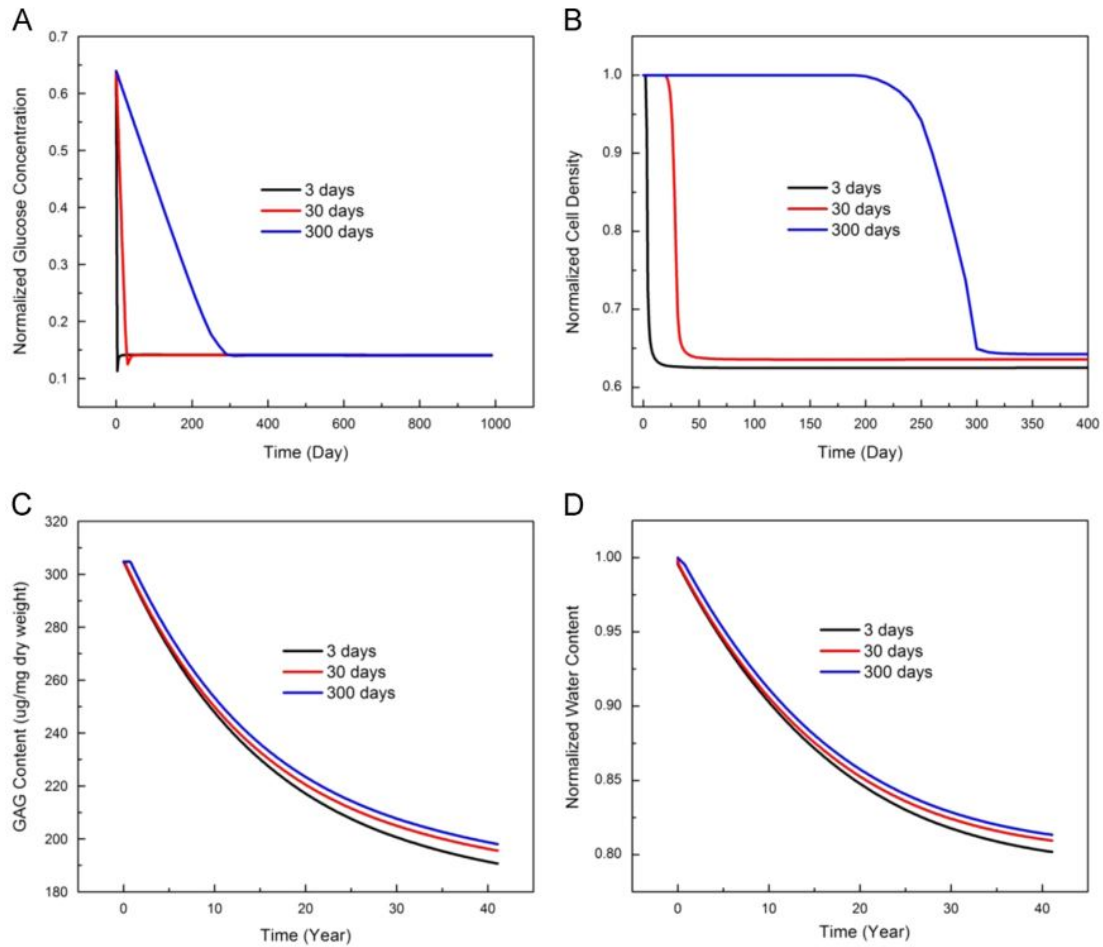 A
Normalized Glucose Concentration
0.7
0.6
0.5
0.4
0.3
0.2
0.1
3 days
30 days
300 days
0
200
400
600
800
1000
Time (Day)
B
Normalized Cell Density
1.0
0.9
0.8
0.7
0.6
3 days
30 days
300 days
0
50
100
150
200
250
300
350
400
Time (Day)
C
GAG Content (ug/mg dry weight)
320
300
280
260
240
220
200
180
3 days
30 days
300 days
0
10
20
30
40
Time (Year)
D
Normalized Water Content
1.00
0.95
0.90
0.85
0.80
3 days
30 days
300 days
0
10
20
30
40
Time (Year)